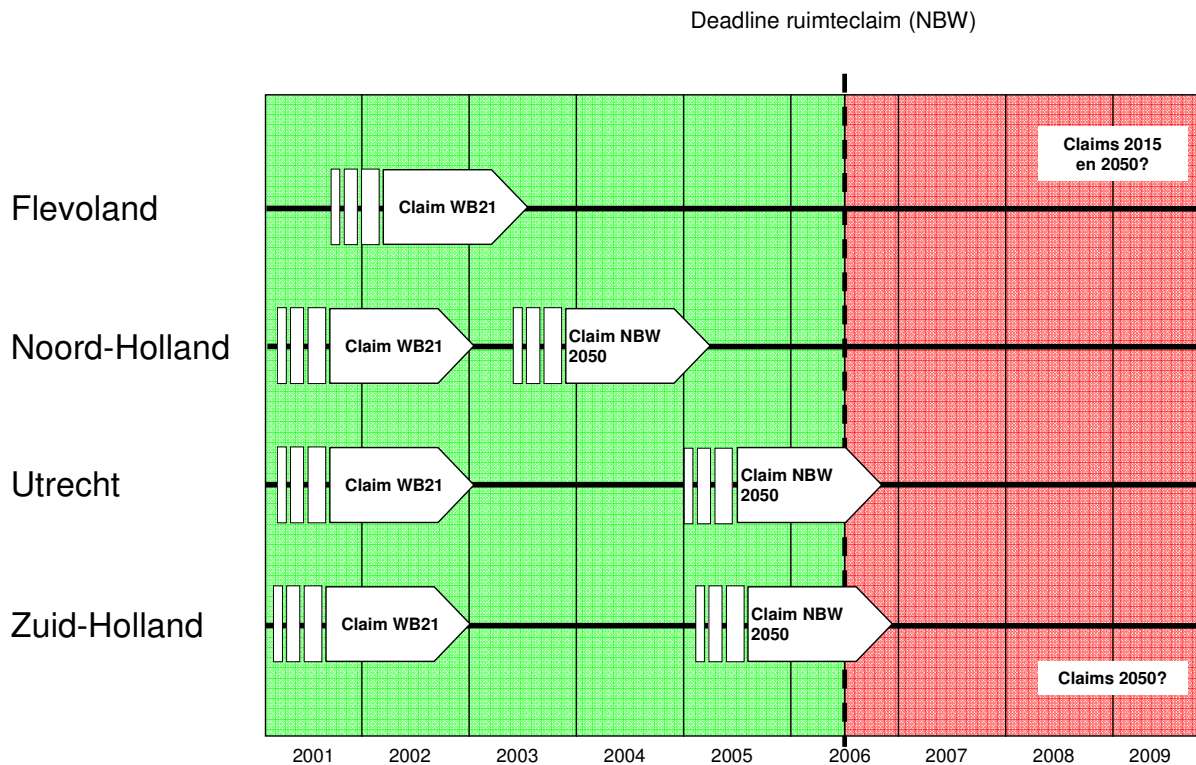 Deadline ruimteclaim (NBW)
Claims 2015
en 2050?
Flevoland
Claim WB21
Noord-Holland
Claim WB21
Claim NBW
2050
Utrecht
Claim WB21
Claim NBW
2050
Zuid-Holland
Claim WB21
Claim NBW
2050
Claims 2050?
2001 2002 2003 2004 2005 2006 2007 2008 2009